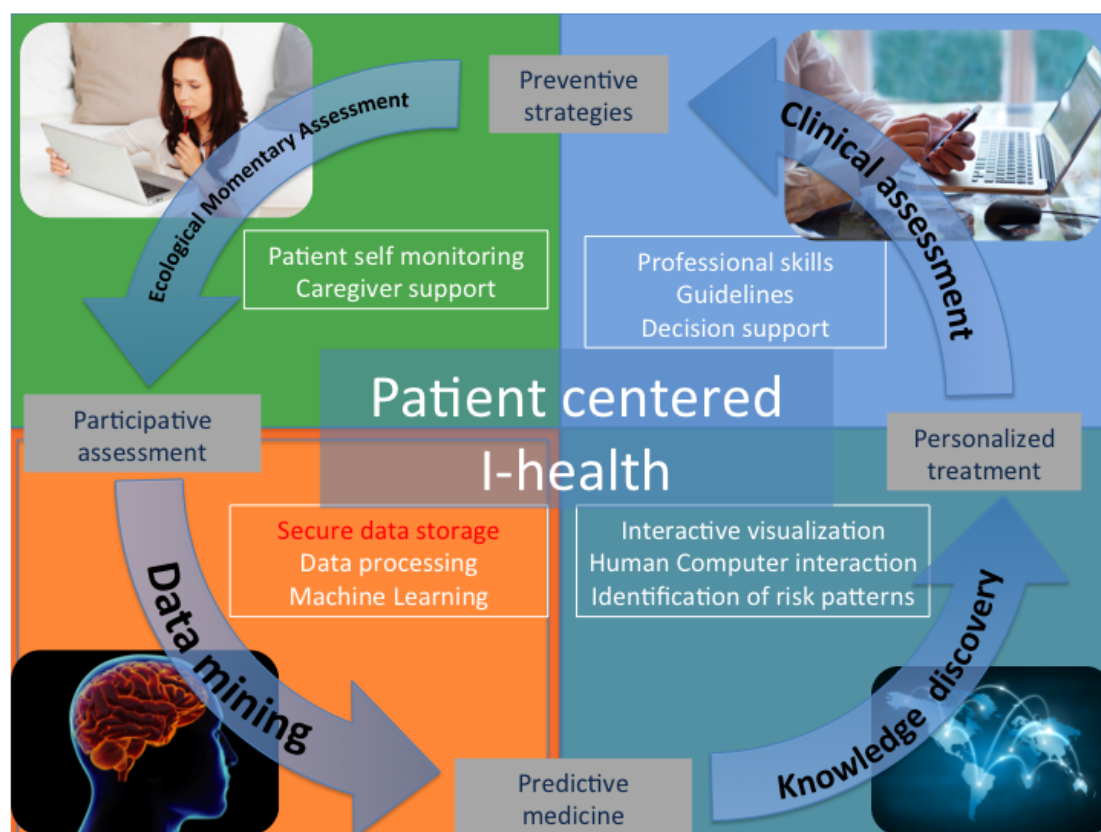 Preventive
strategies
Ecological Momentary Assessment
Clinical assessment
Patient self monitoring
Caregiver support
Professional skills
Guidelines
Decision support
Patient centered
I-health
Participative
assessment
Personalized
treatment
Secure data storage
Data processing
Machine Learning
Interactive visualization
Human Computer interaction
Identification of risk patterns
Data mining
Knowledge discovery
Predictive
medicine